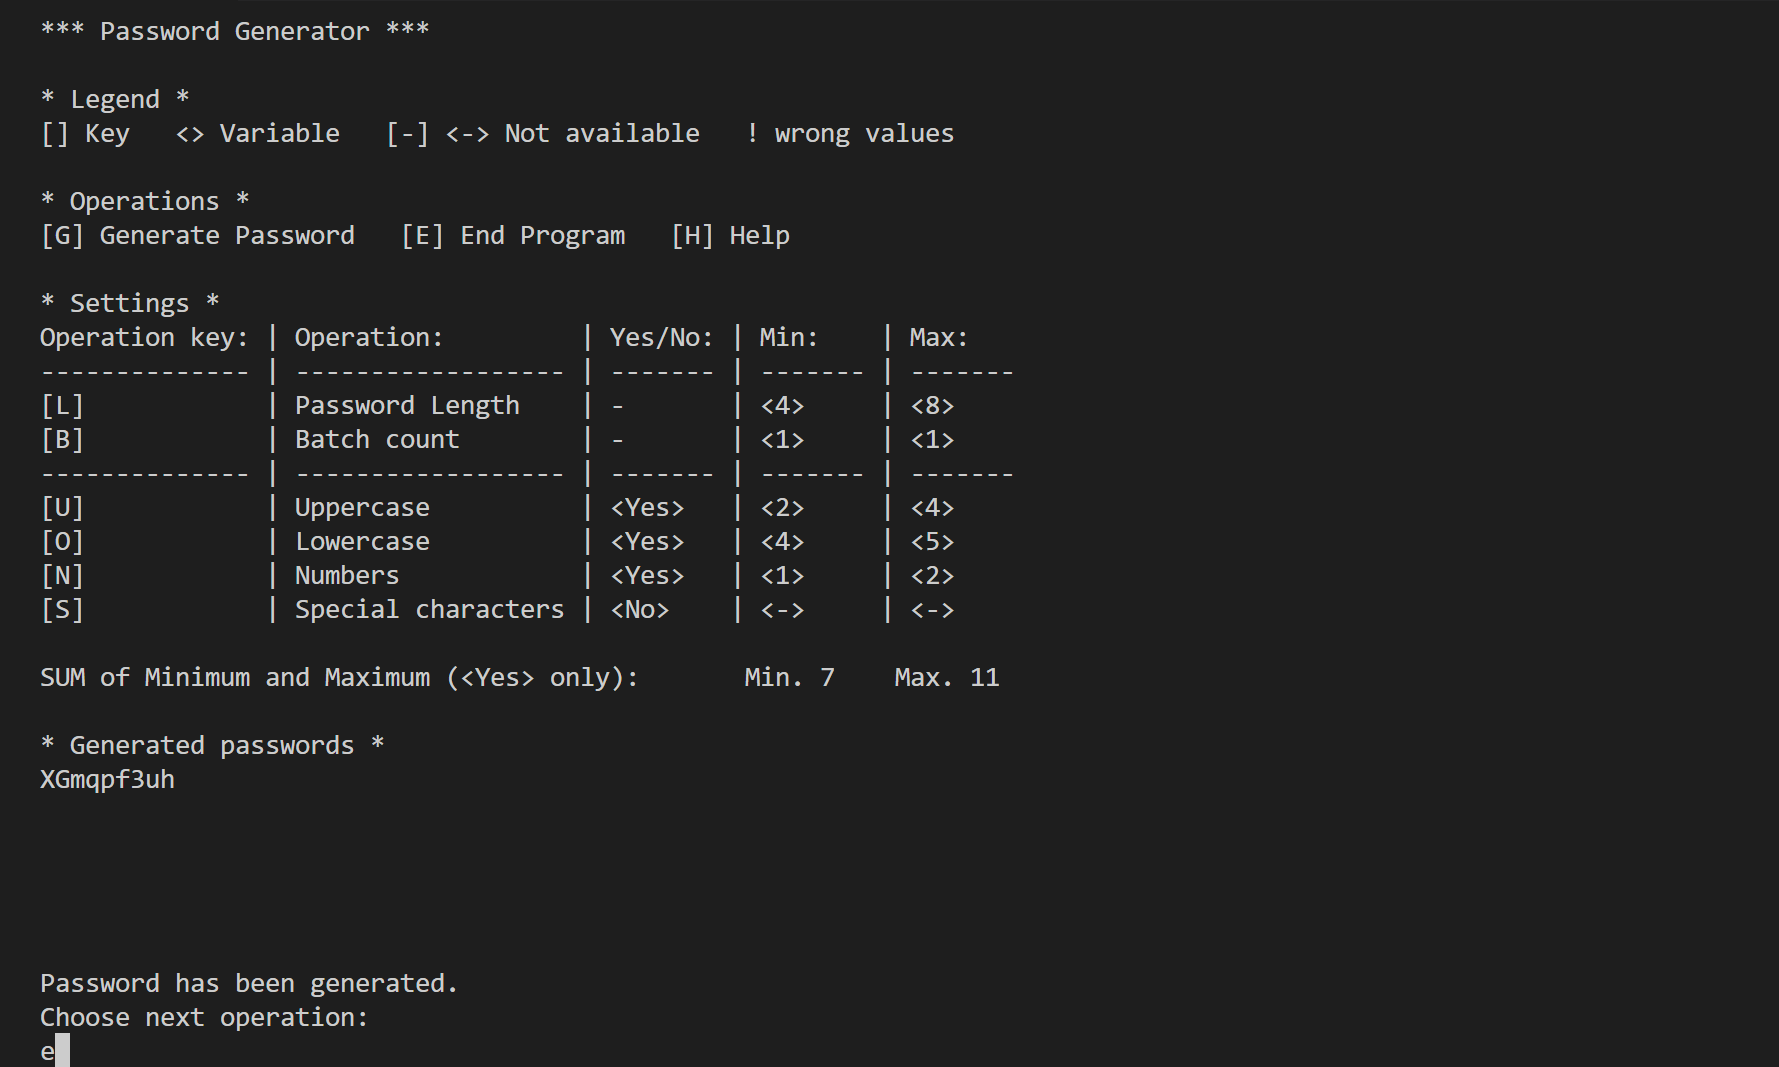 *** Password Generator ***
* Legend *
[] Key   <> Variable   [-] <-> Not available   ! wrong values
* Operations *
[G] Generate Password   [E] End Program   [H] Help
* Settings *
Operation key: | Operation:         | Yes/No: | Min:    | Max:
-------------- | ------------------ | ------- | ------- | -------
[L]            | Password Length    | -       | <4>     | <8>
[B]            | Batch count        | -       | <1>     | <1>
-------------- | ------------------ | ------- | ------- | -------
[U]            | Uppercase          | <Yes>   | <2>     | <4>
[O]            | Lowercase          | <Yes>   | <4>     | <5>
[N]            | Numbers            | <Yes>   | <1>     | <2>
[S]            | Special characters | <No>    | <->     | <->
SUM of Minimum and Maximum (<Yes> only):       Min. 7    Max. 11
* Generated passwords *
XGmqpf3uh
Password has been generated.
Choose next operation:
e